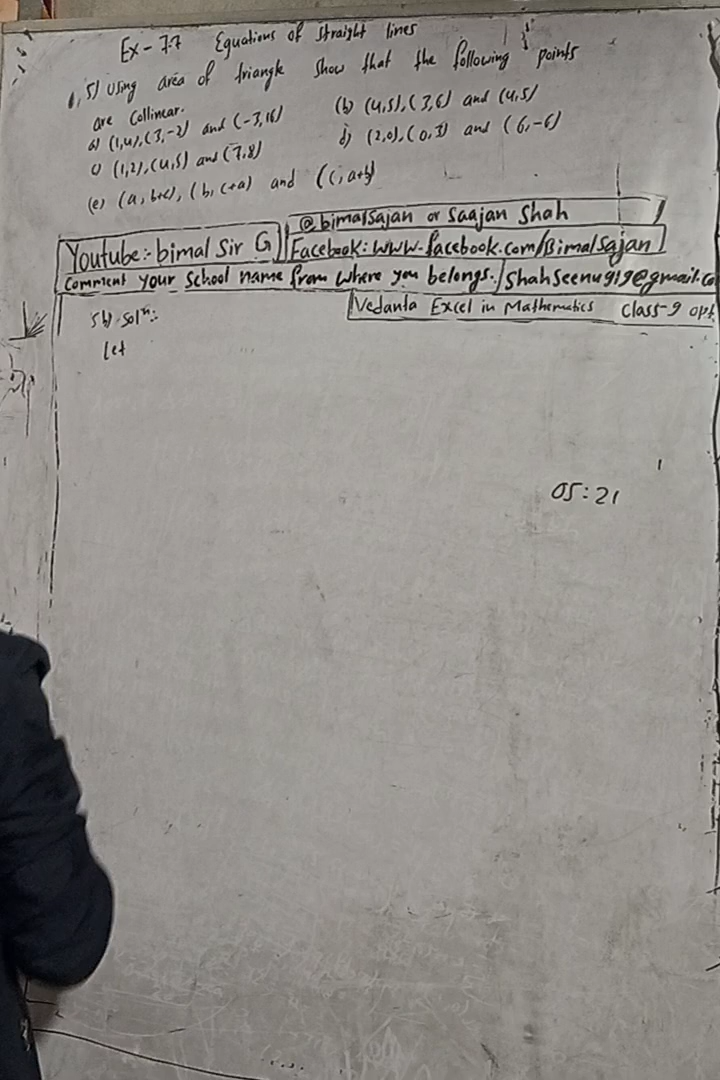 Ex-7.7 Equations of straight lines
5) Using area of triangle show that the following points
are Collinear.
a) (1,4), (3,-2) and (-3,16)
(b) (4,5), (3,6) and (4,5)
c) (1,2), (4,5) and (7,8)
d) (2,0), (0,3) and (6,-6)
(e) (a, b+c), (b, c+a) and (c, a+b)
@bimalsajan or Saajan Shah
Youtube:- bimal Sir G
Facebook: www.facebook.com/Bimalsajan
Comment your School name from where you belongs.
Shahseenu919@gmail.co
Vedanta Excel in Mathematics Class-9 opt
5b) solⁿ:-
let
05:21